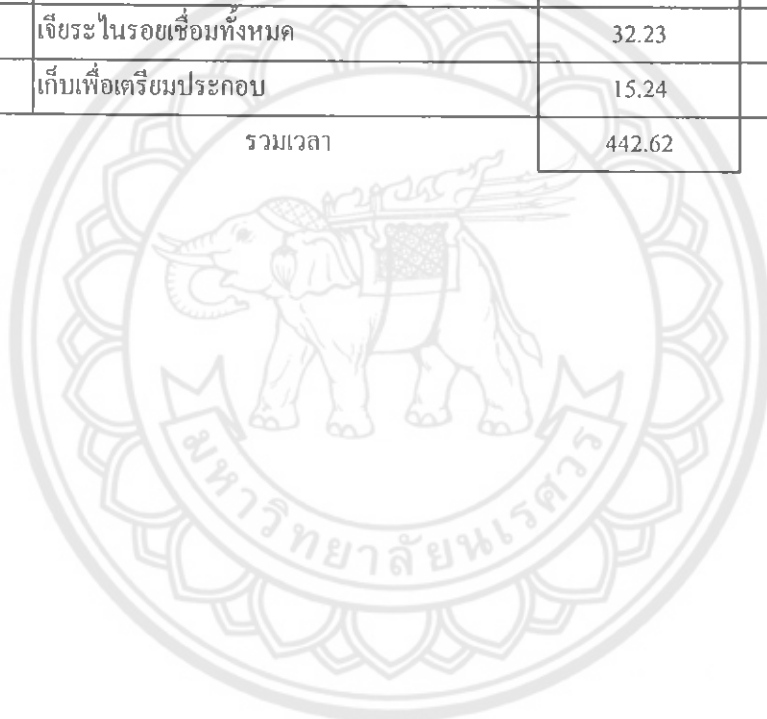 เจียระไนรอยเชื่อมทั้งหมด 32.23
เก็บเพื่อเตรียมประกอบ 15.24
รวมเวลา 442.62
มหาวิทยาลัยนเรศวร